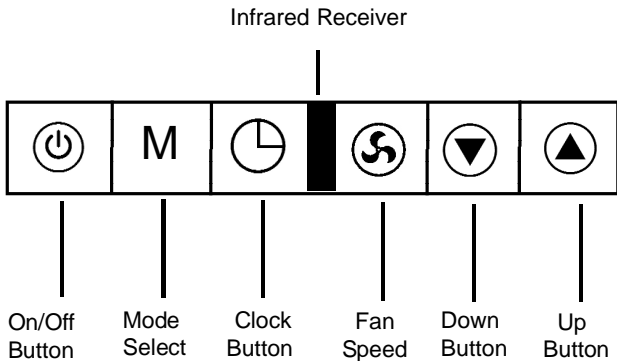 Infrared Receiver
M
On/Off
Button
Mode
Select
Clock
Button
Fan
Speed
Down
Button
Up
Button